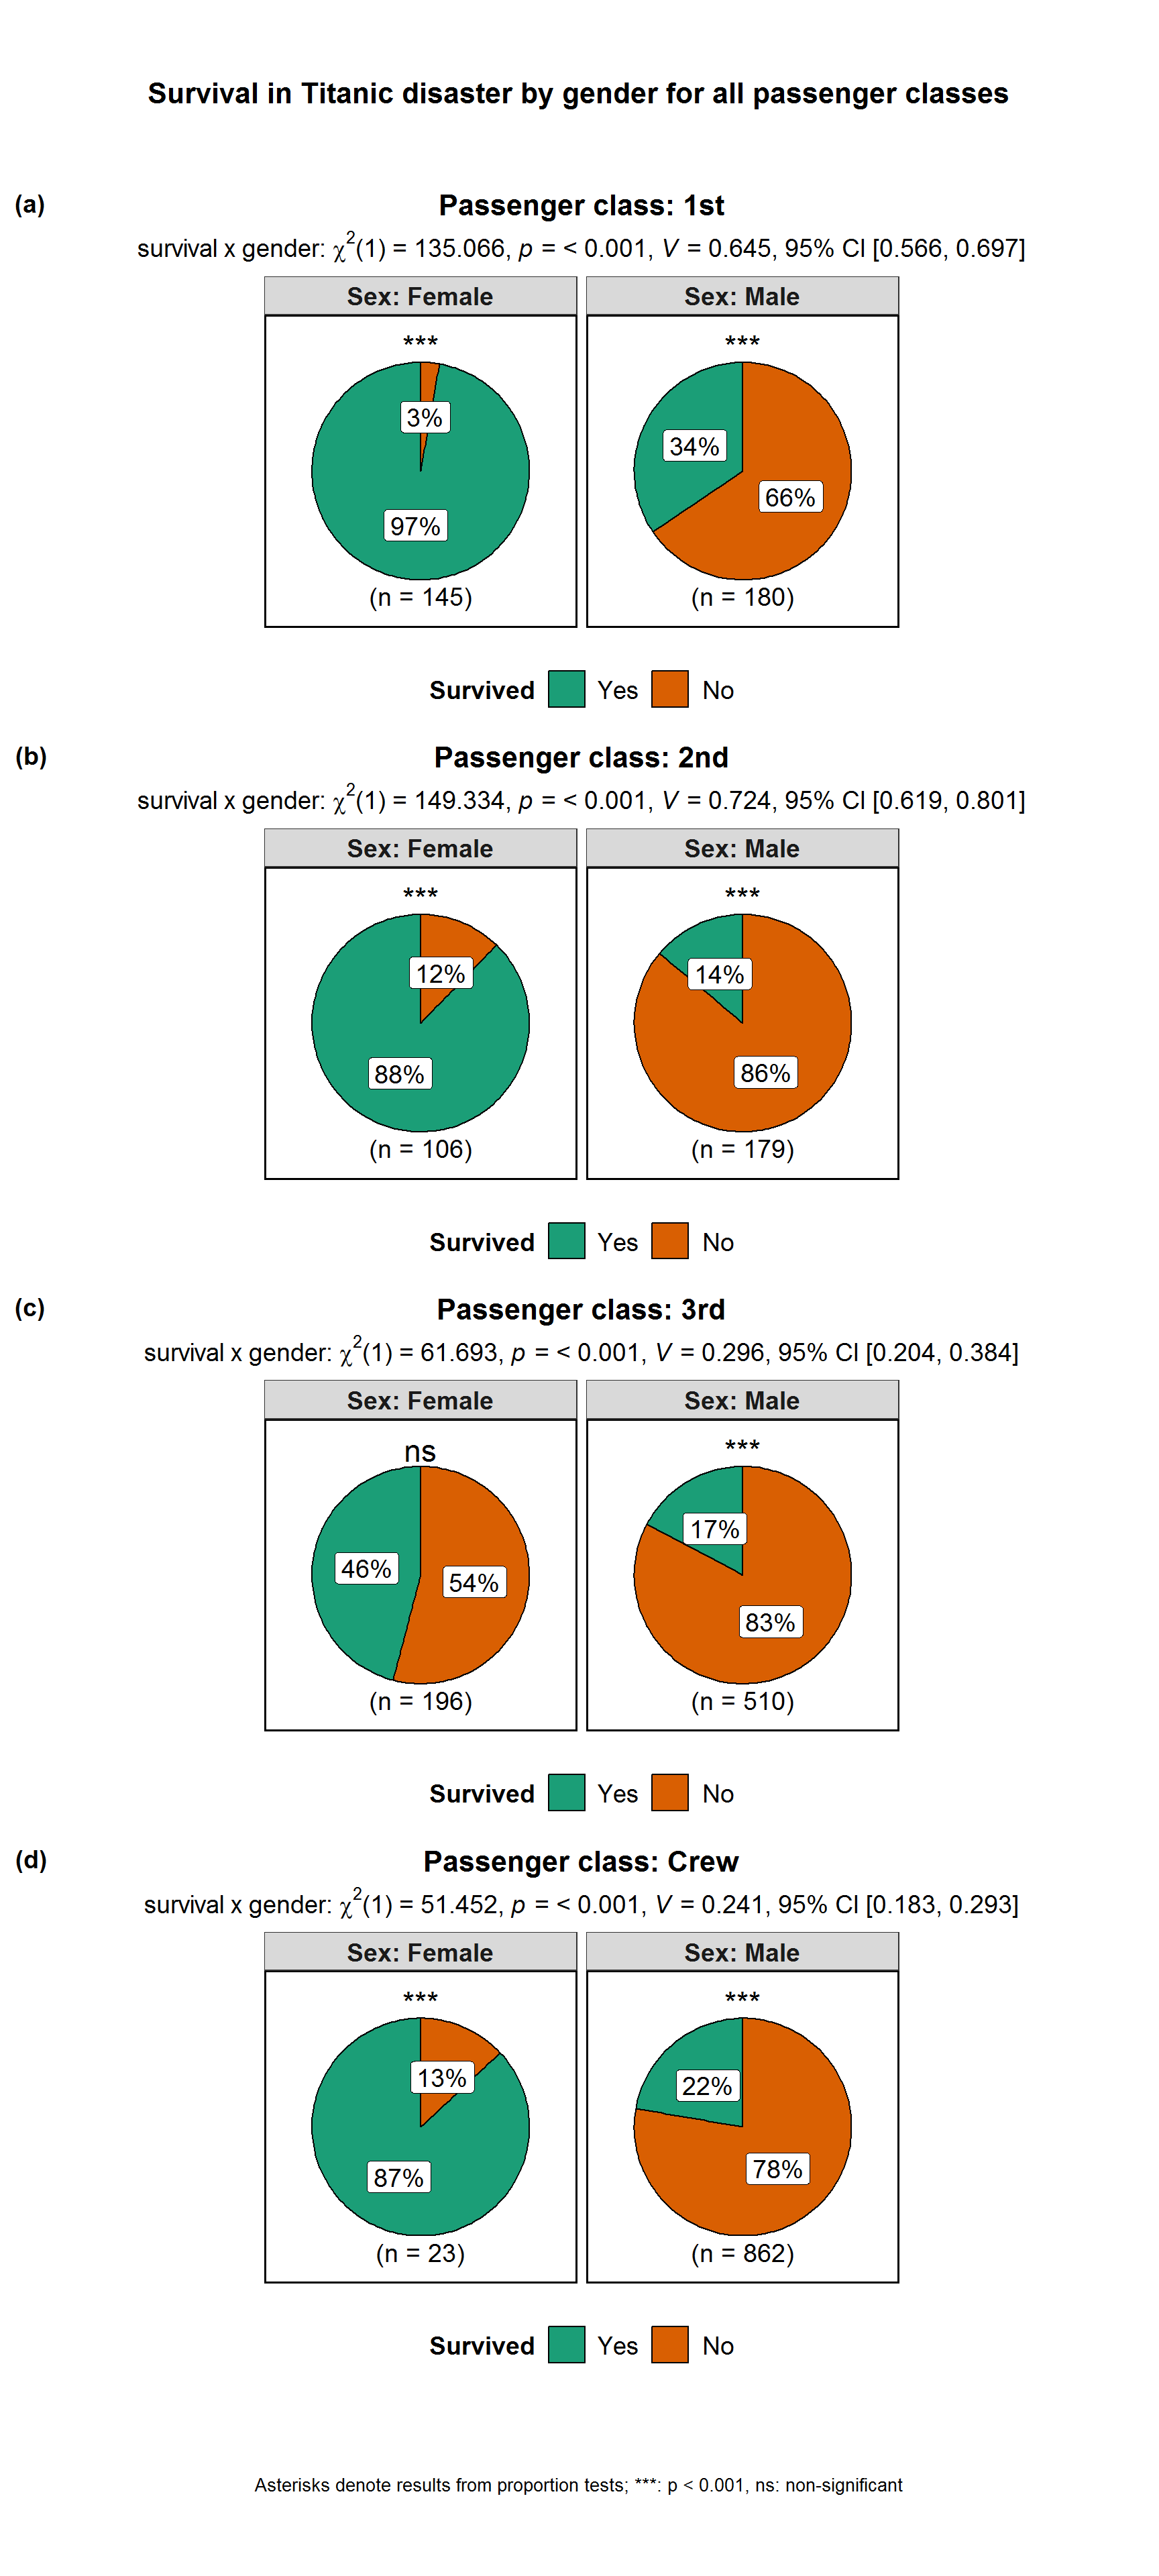 Survival in Titanic disaster by gender for all passenger classes
(a)
Passenger class: 1st
survival x gender: χ²(1) = 135.066, p = < 0.001, V = 0.645, 95% CI [0.566, 0.697]
Sex: Female Sex: Male
*** ***
3%
34%
66%
97%
(n = 145) (n = 180)
Survived Yes No
(b)
Passenger class: 2nd
survival x gender: χ²(1) = 149.334, p = < 0.001, V = 0.724, 95% CI [0.619, 0.801]
Sex: Female Sex: Male
*** ***
12% 14%
88% 86%
(n = 106) (n = 179)
Survived Yes No
(c)
Passenger class: 3rd
survival x gender: χ²(1) = 61.693, p = < 0.001, V = 0.296, 95% CI [0.204, 0.384]
Sex: Female Sex: Male
ns ***
17%
46% 54%
83%
(n = 196) (n = 510)
Survived Yes No
(d)
Passenger class: Crew
survival x gender: χ²(1) = 51.452, p = < 0.001, V = 0.241, 95% CI [0.183, 0.293]
Sex: Female Sex: Male
*** ***
13% 22%
87% 78%
(n = 23) (n = 862)
Survived Yes No
Asterisks denote results from proportion tests; ***: p < 0.001, ns: non-significant